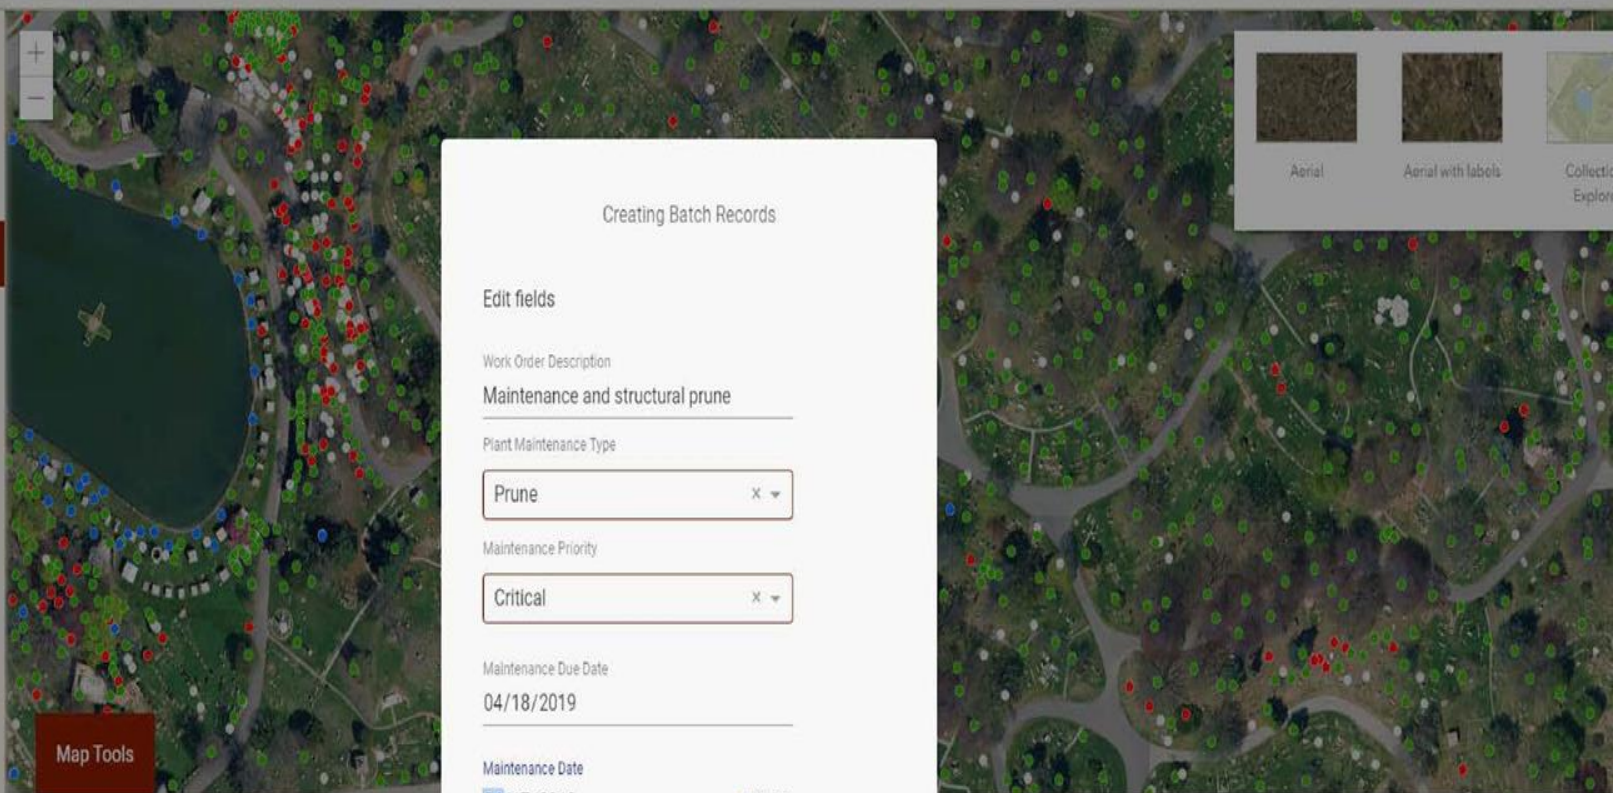 +
−
Aerial
Aerial with labels
Creating Batch Records
Edit fields
Work Order Description
Maintenance and structural prune
Plant Maintenance Type
Prune
Maintenance Priority
Critical
Maintenance Due Date
04/18/2019
Maintenance Date
Map Tools